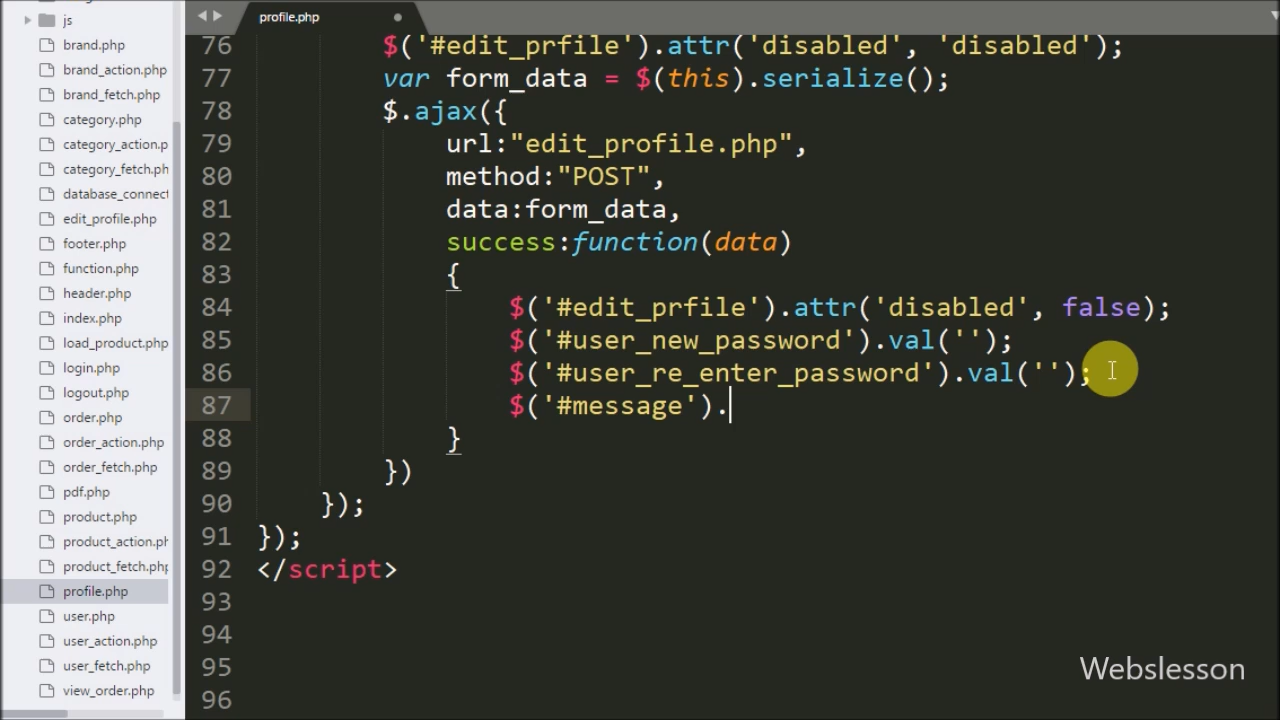 js
brand.php
brand_action.php
brand_fetch.php
category.php
category_action.p
category_fetch.ph
database_connect
edit_profile.php
footer.php
function.php
header.php
index.php
load_product.php
login.php
logout.php
order.php
order_action.php
order_fetch.php
pdf.php
product.php
product_action.ph
product_fetch.php
profile.php
user.php
user_action.php
user_fetch.php
view_order.php
profile.php
76 $('#edit_prfile').attr('disabled', 'disabled');
77 var form_data = $(this).serialize();
78 $.ajax({
79 url:"edit_profile.php",
80 method:"POST",
81 data:form_data,
82 success:function(data)
83 {
84 $('#edit_prfile').attr('disabled', false);
85 $('#user_new_password').val('');
86 $('#user_re_enter_password').val('');
87 $('#message').
88 }
89 })
90 });
91 });
92 </script>
93
94
95
96
Webslesson